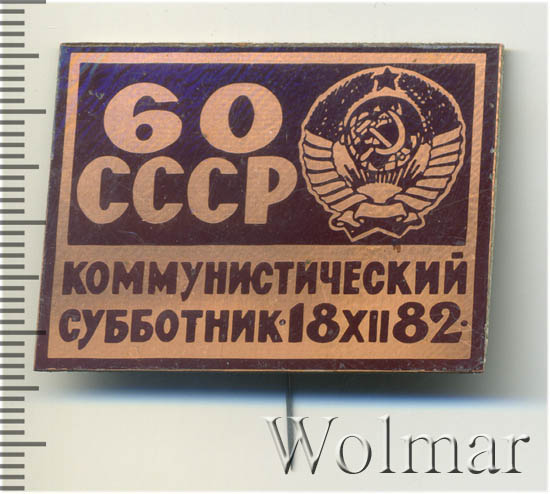 60
СССР
КОММУНИСТИЧЕСКИЙ
СУББОТНИК·18XII82·
Wolmar